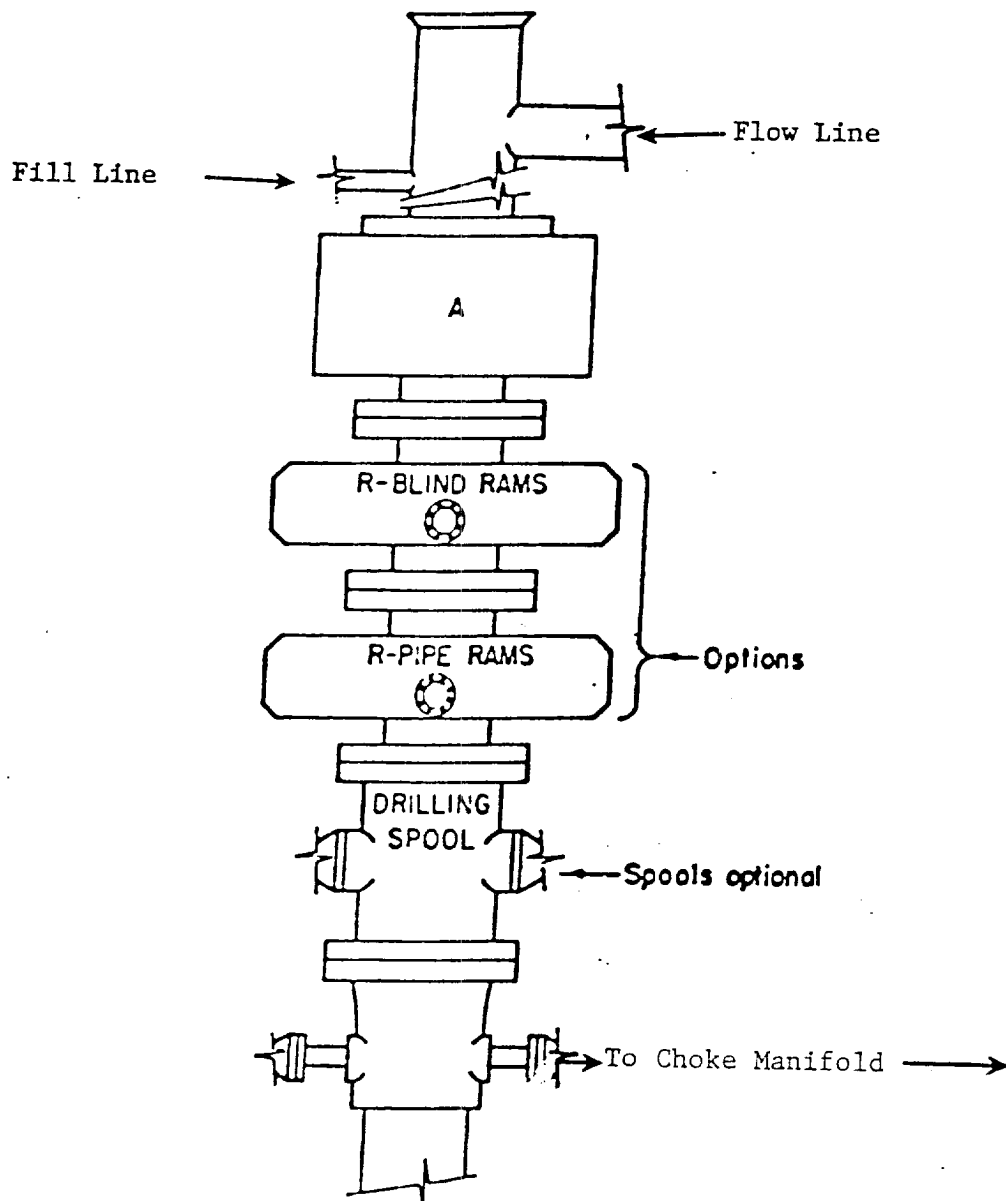 Flow Line
Fill Line
A
R-BLIND RAMS
R-PIPE RAMS
Options
DRILLING
SPOOL
Spools optional
To Choke Manifold